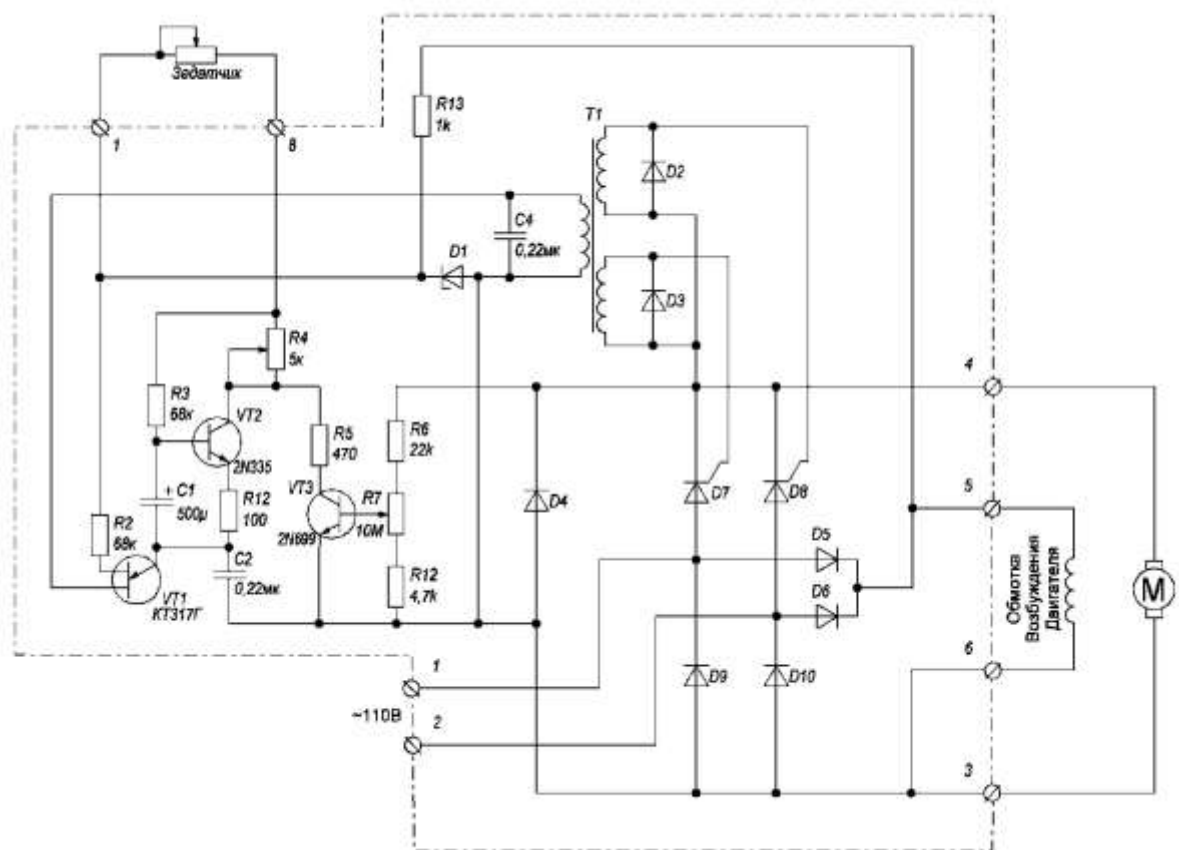 Задатчик
1
8
R13
1k
T1
D2
C4
0,22мк
D1
D3
R4
5к
4
R3
68к
VT2
2N335
R5
470
R6
22k
D7
D8
C1
+
500µ
R12
100
VT3
2N699
R7
10М
D4
5
D5
D6
Обмотка
Возбуждения
Двигателя
М
R2
68к
C2
0,22мк
VT1
КТ317Г
R12
4,7k
6
1
~110В
2
D9
D10
3